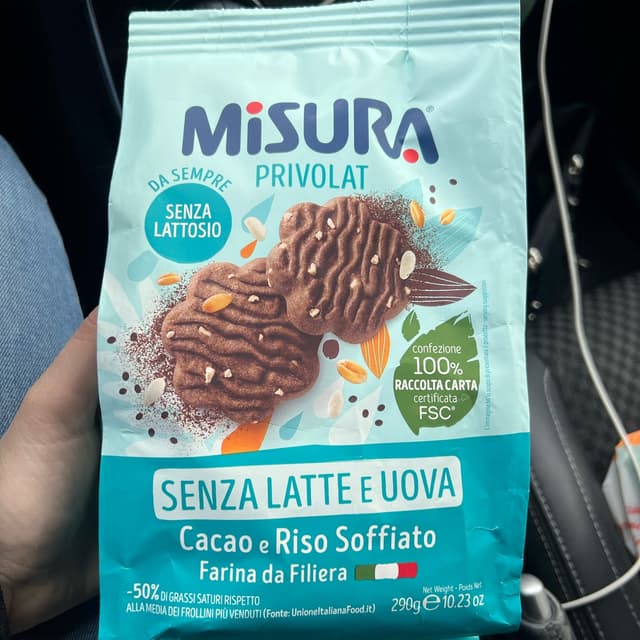 MiSURA®
PRIVOLAT
DA SEMPRE
SENZA
LATTOSIO
confezione
100%
RACCOLTA CARTA
certificata
FSC®
SENZA LATTE E UOVA
Cacao e Riso Soffiato
Farina da Filiera
-50% DI GRASSI SATURI RISPETTO
ALLA MEDIA DEI FROLLINI PIÙ VENDUTI (Fonte: UnioneItalianaFood.it)
Net Weight - Poids Net
290g e 10.23 oz